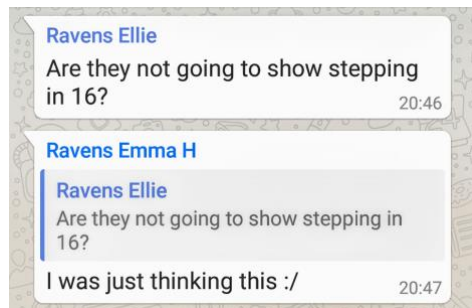 Ravens Ellie
Are they not going to show stepping
in 16?
20:46
Ravens Emma H
Ravens Ellie
Are they not going to show stepping in
16?
I was just thinking this :/
20:47